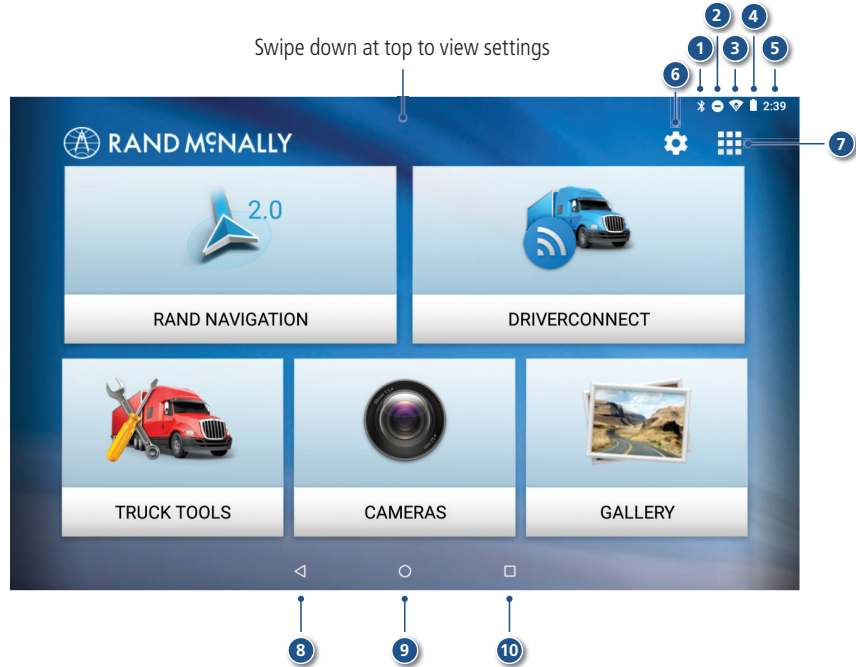 2 4
1 3 5
Swipe down at top to view settings
6
2:39
RAND MCNALLY
7
2.0
RAND NAVIGATION DRIVERCONNECT
TRUCK TOOLS CAMERAS GALLERY
8 9 10